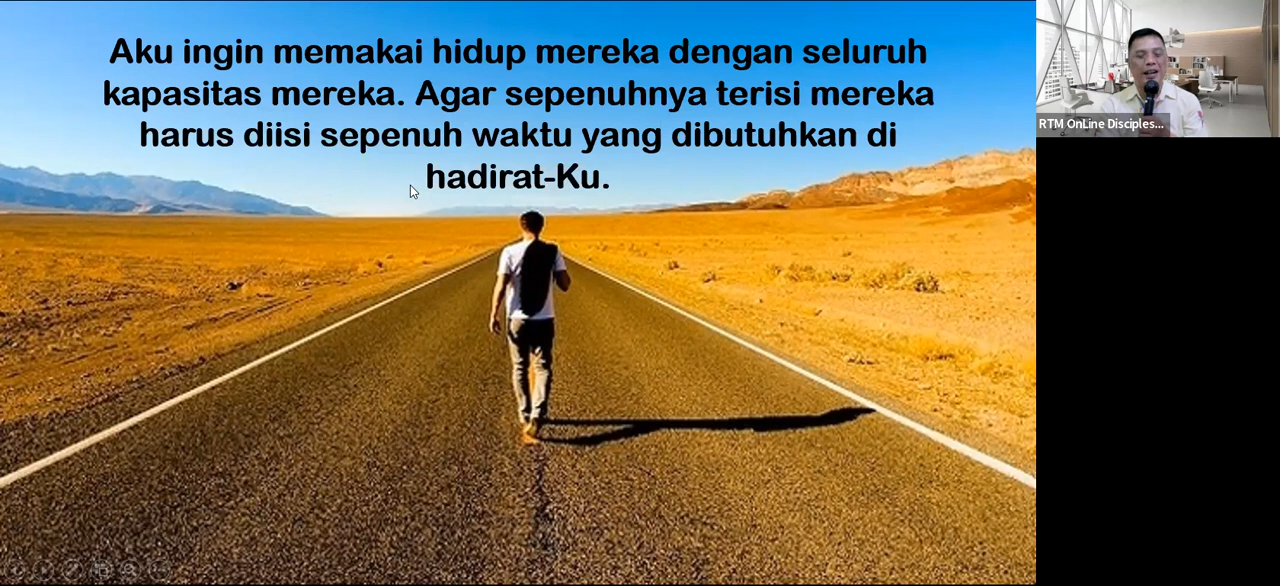 Aku ingin memakai hidup mereka dengan seluruh
kapasitas mereka. Agar sepenuhnya terisi mereka
harus diisi sepenuh waktu yang dibutuhkan di
hadirat-Ku.
RTM OnLine Disciples...